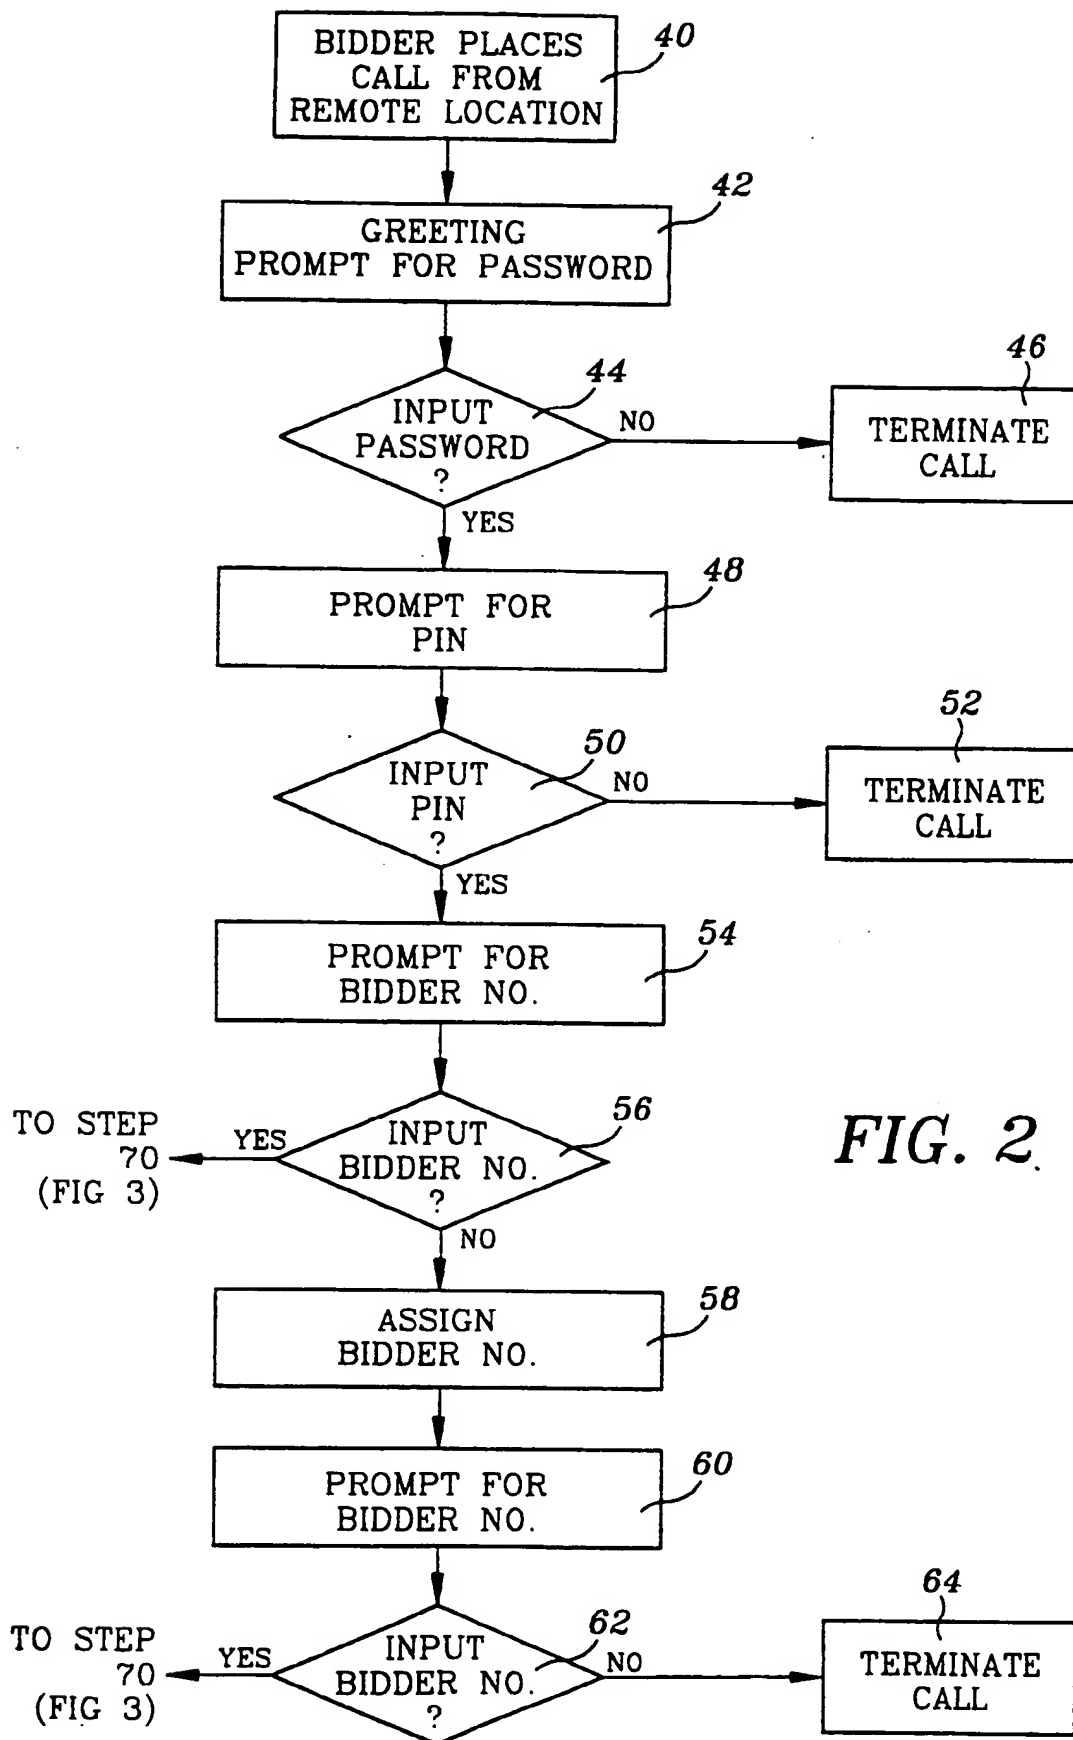 BIDDER PLACES
CALL FROM
REMOTE LOCATION
40
GREETING
PROMPT FOR PASSWORD
42
INPUT
PASSWORD
?
44
NO
TERMINATE
CALL
46
YES
PROMPT FOR
PIN
48
INPUT
PIN
?
50
NO
TERMINATE
CALL
52
YES
PROMPT FOR
BIDDER NO.
54
INPUT
BIDDER NO.
?
56
YES
TO STEP
70
(FIG 3)
FIG. 2
NO
ASSIGN
BIDDER NO.
58
PROMPT FOR
BIDDER NO.
60
INPUT
BIDDER NO.
?
62
YES
TO STEP
70
(FIG 3)
NO
TERMINATE
CALL
64